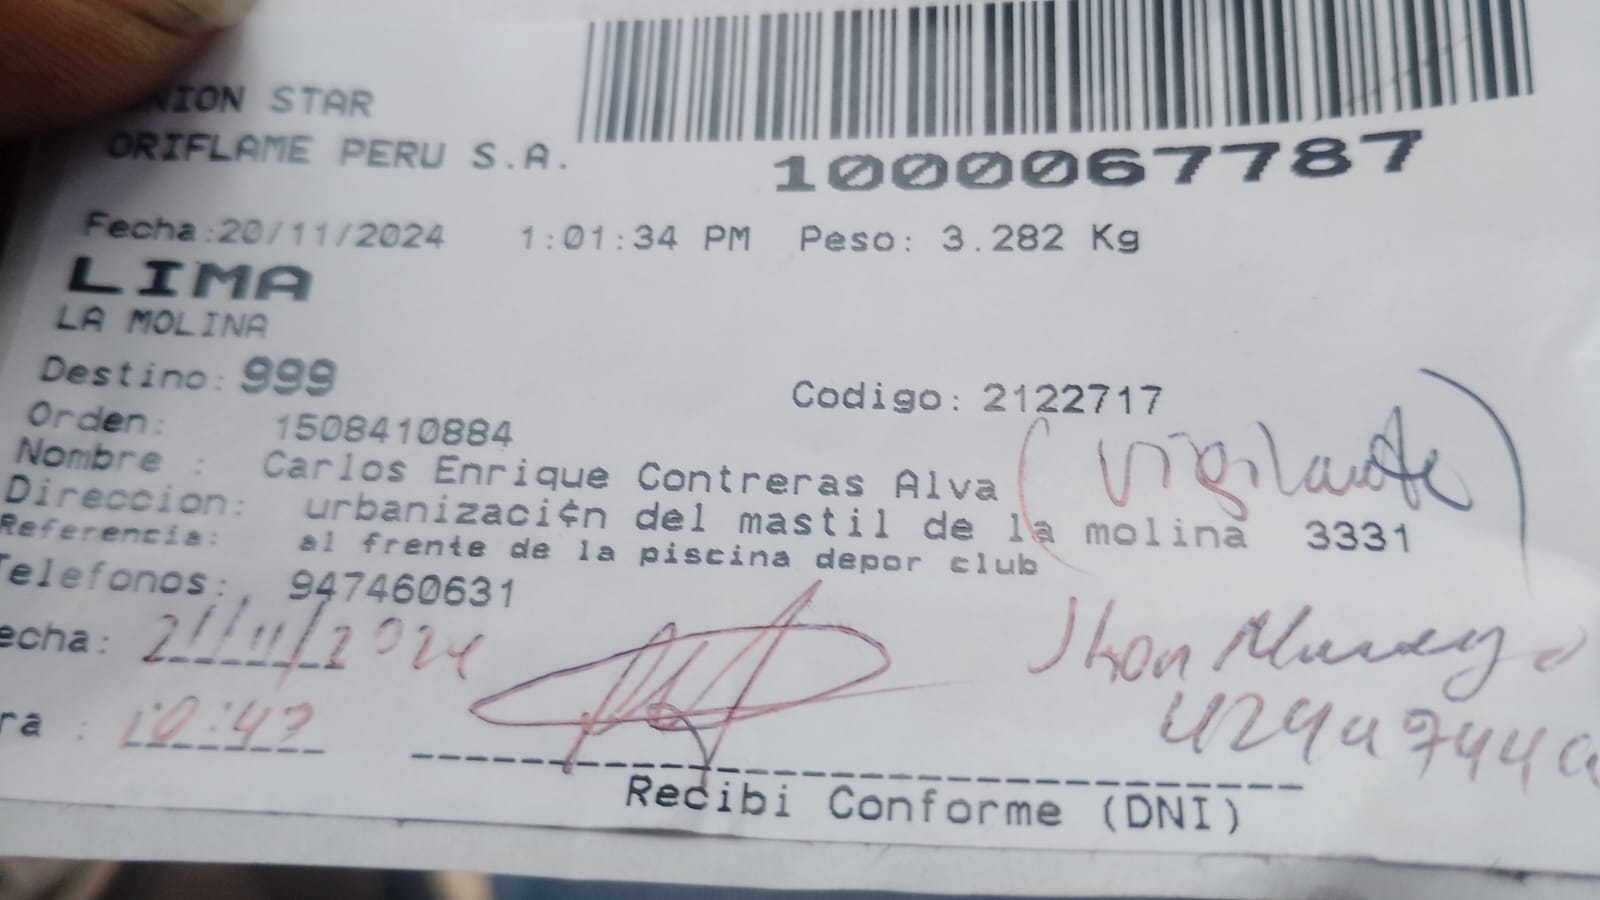 NION STAR
ORIFLAME PERU S.A.
1000067787
Fecha:20/11/2024 1:01:34 PM Peso: 3.282 Kg
LIMA
LA MOLINA
Destino: 999
Codigo: 2122717
Orden: 1508410884
Nombre : Carlos Enrique Contreras Alva
(Vigilante)
Direccion: urbanizaci¢n del mastil de la molina 3331
Referencia: al frente de la piscina depor club
Telefonos: 947460631
echa: 21/11/2024
Jhon
ra : 10:47
Recibi Conforme (DNI)